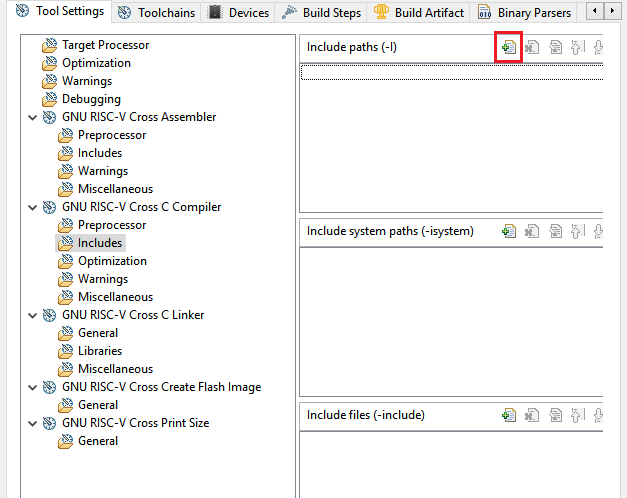 Tool Settings Toolchains Devices Build Steps Build Artifact Binary Parsers
Target Processor
Optimization
Warnings
Debugging
GNU RISC-V Cross Assembler
Preprocessor
Includes
Warnings
Miscellaneous
GNU RISC-V Cross C Compiler
Preprocessor
Includes
Optimization
Warnings
Miscellaneous
GNU RISC-V Cross C Linker
General
Libraries
Miscellaneous
GNU RISC-V Cross Create Flash Image
General
GNU RISC-V Cross Print Size
General
Include paths (-I)
Include system paths (-isystem)
Include files (-include)